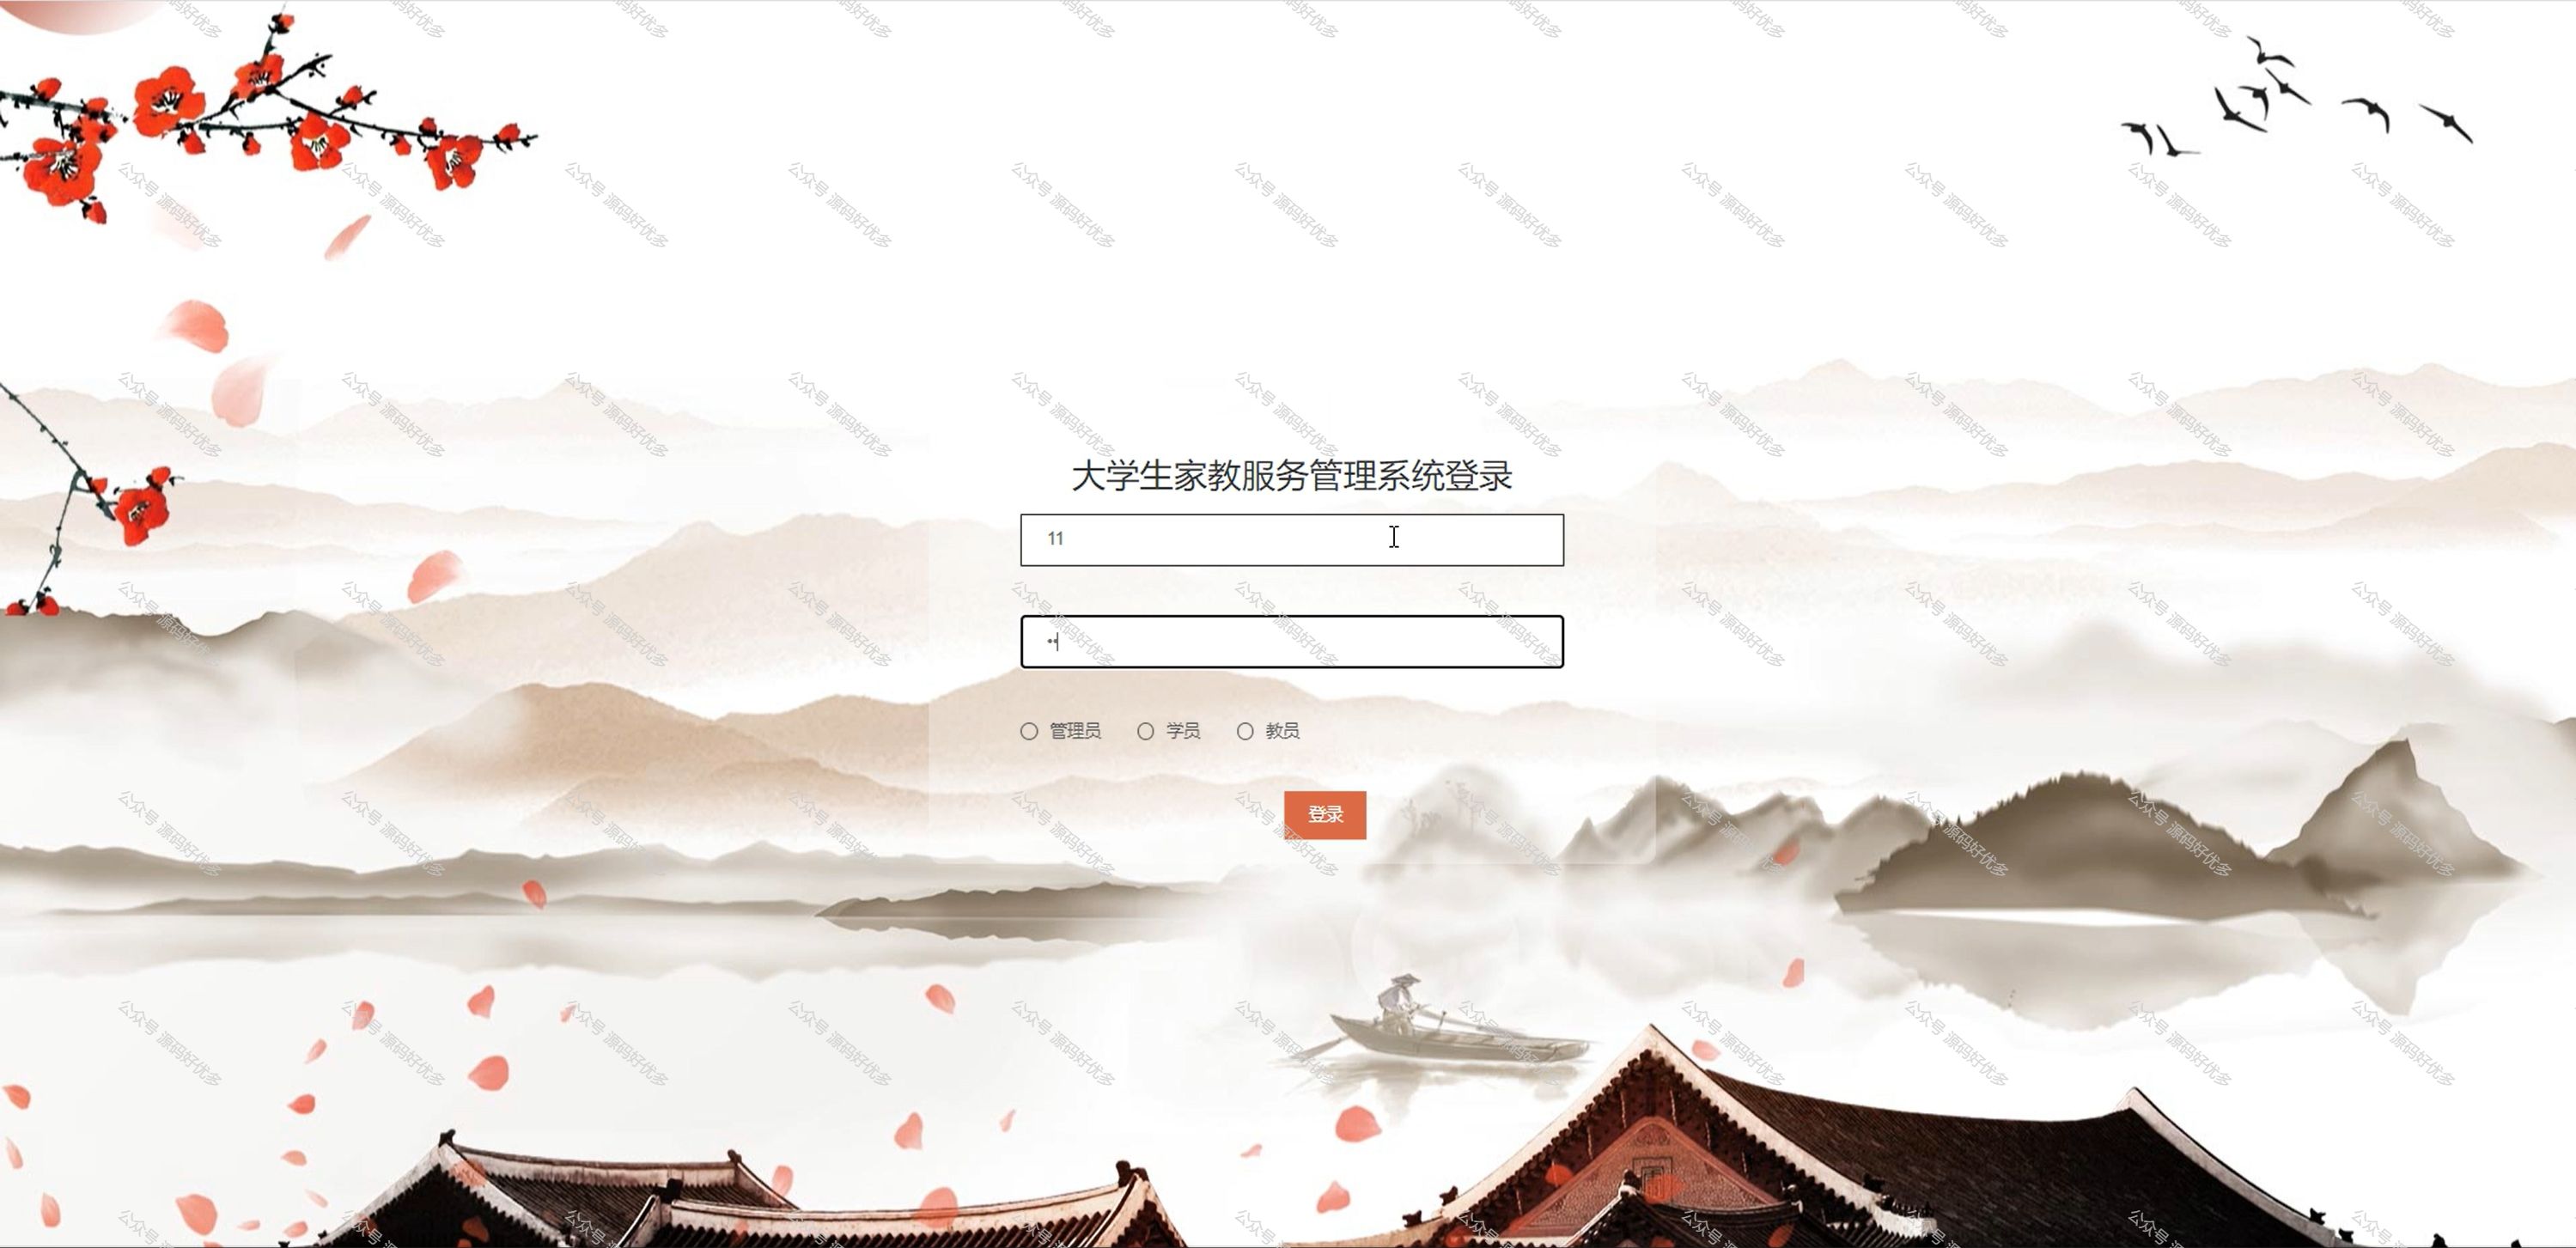 大学生家教服务管理系统登录
11
管理员 学员 教员
登录
公众号 源码好优多